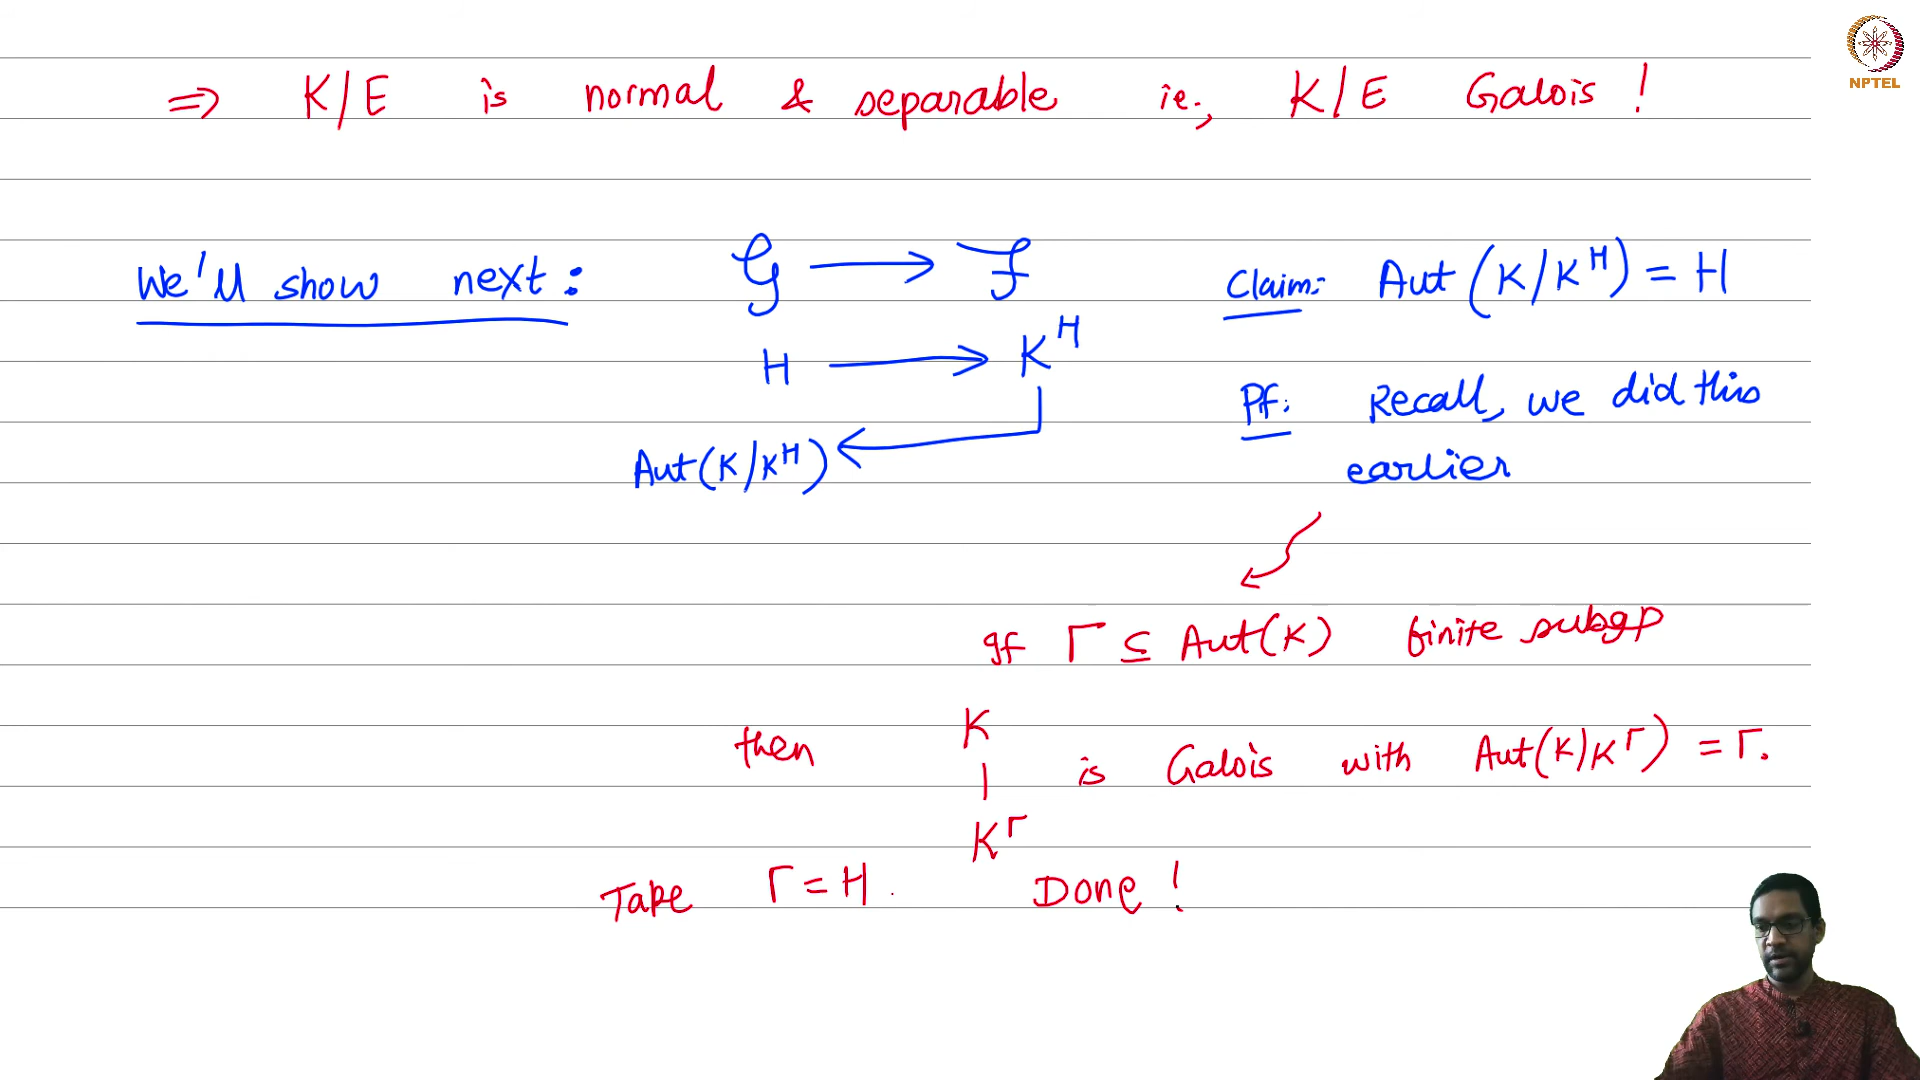 ⇒ K/E is normal & separable ie., K/E Galois !
NPTEL
We'll show next: 𝒢 → ℱ
H → K^H
Aut(K/K^H) ←
Claim: Aut(K/K^H) = H
Pf: Recall, we did this
earlier
If Γ ⊆ Aut(K) finite subgp
then K | K^Γ is Galois with Aut(K/K^Γ) = Γ.
Take Γ = H. Done !